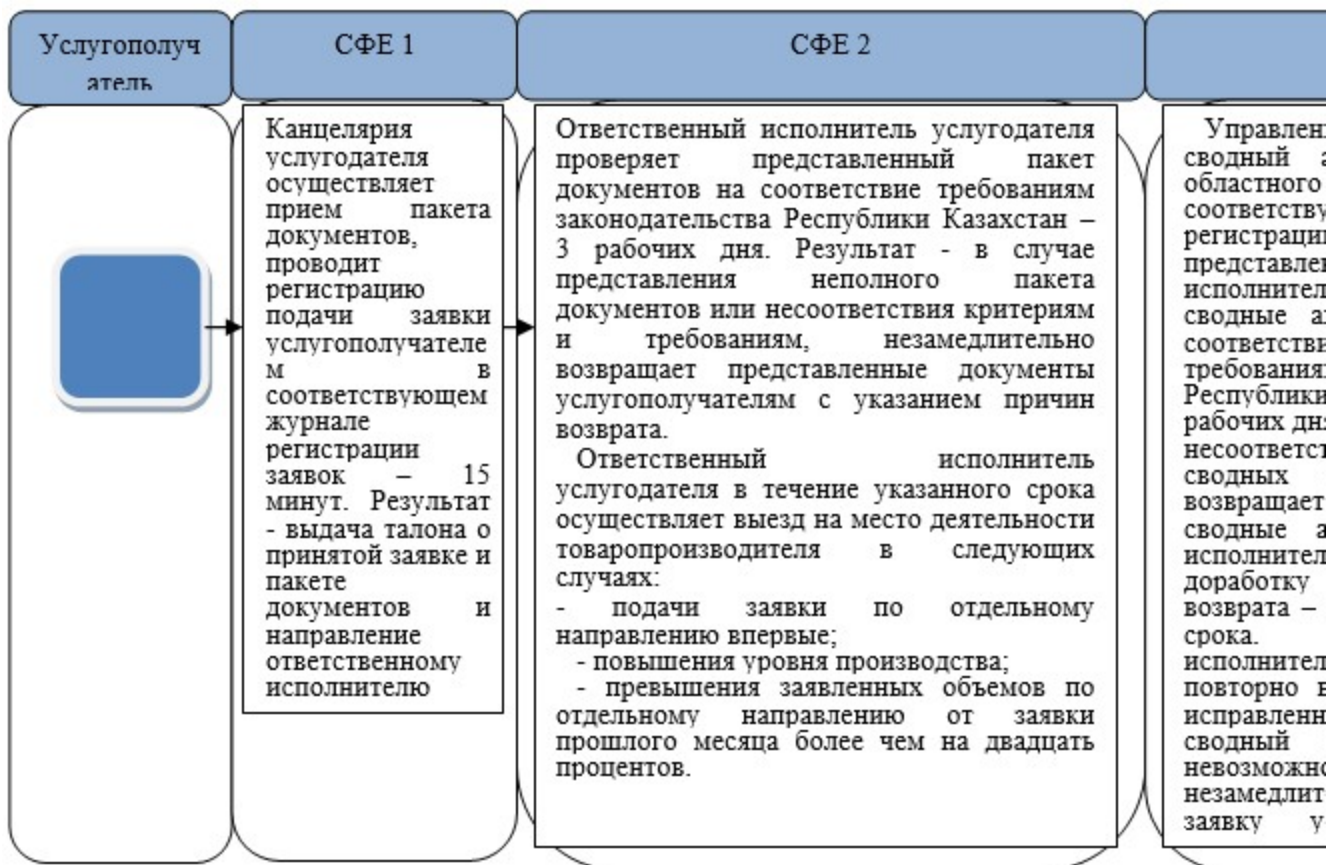 Услугополуч
атель
СФЕ 1
СФЕ 2
Канцелярия
услугодателя
осуществляет
прием пакета
документов,
проводит
регистрацию
подачи заявки
услугополучателе
м в
соответствующем
журнале
регистрации
заявок – 15
минут. Результат
- выдача талона о
принятой заявке и
пакете
документов и
направление
ответственному
исполнителю
Ответственный исполнитель услугодателя
проверяет представленный пакет
документов на соответствие требованиям
законодательства Республики Казахстан –
3 рабочих дня. Результат - в случае
представления неполного пакета
документов или несоответствия критериям
и требованиям, незамедлительно
возвращает представленные документы
услугополучателям с указанием причин
возврата.
Ответственный исполнитель
услугодателя в течение указанного срока
осуществляет выезд на место деятельности
товаропроизводителя в следующих
случаях:
- подачи заявки по отдельному
направлению впервые;
- повышения уровня производства;
- превышения заявленных объемов по
отдельному направлению от заявки
прошлого месяца более чем на двадцать
процентов.
сводный
областного
сводные
сводных
возвращает
сводные
доработку
возврата –
срока.
повторно
сводный
заявку